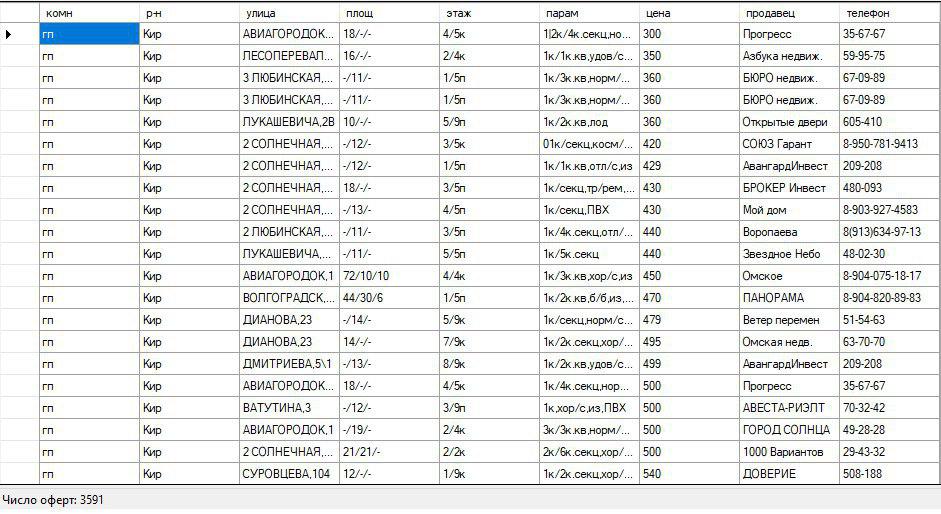 комн р-н улица площ этаж парам цена продавец телефон
гп Кир АВИАГОРОДОК... 18/-/- 4/5к 1|2к/4к.секц,но... 300 Прогресс 35-67-67
гп Кир ЛЕСОПЕРЕВАЛ... 16/-/- 2/4к 1к/1к.кв,удов/с... 350 Азбука недвиж. 59-95-75
гп Кир 3 ЛЮБИНСКАЯ,... -/11/- 1/5п 1к/3к.кв,норм/... 360 БЮРО недвиж. 67-09-89
гп Кир 3 ЛЮБИНСКАЯ,... -/11/- 1/5п 1к/3к.кв,норм/... 360 БЮРО недвиж. 67-09-89
гп Кир ЛУКАШЕВИЧА,2В 10/-/- 5/9п 1к/2к.кв,лод 360 Открытые двери 605-410
гп Кир 2 СОЛНЕЧНАЯ,... -/12/- 3/5к 01к/секц,косм/... 420 СОЮЗ Гарант 8-950-781-9413
гп Кир 2 СОЛНЕЧНАЯ,... -/12/- 1/5п 1к/1к.кв,отл/с,из 429 АвангардИнвест 209-208
гп Кир 2 СОЛНЕЧНАЯ,... 18/-/- 3/5п 1к/секц,тр/рем,... 430 БРОКЕР Инвест 480-093
гп Кир 2 СОЛНЕЧНАЯ,... -/13/- 4/5п 1к/секц,ПВХ 430 Мой дом 8-903-927-4583
гп Кир 2 ЛЮБИНСКАЯ,... -/11/- 3/5п 1к/4к.секц,отл/... 440 Воропаева 8(913)634-97-13
гп Кир ЛУКАШЕВИЧА,... -/11/- 5/5п 1к/5к.секц 440 Звездное Небо 48-02-30
гп Кир АВИАГОРОДОК,1 72/10/10 4/4к 1к/3к.кв,хор/с,из 450 Омское 8-904-075-18-17
гп Кир ВОЛГОГРАДСК,... 44/30/6 1/5п 1к/2к.кв,б/б,из,... 470 ПАНОРАМА 8-904-820-89-83
гп Кир ДИАНОВА,23 -/14/- 5/9к 1к/секц,норм/с... 479 Ветер перемен 51-54-63
гп Кир ДИАНОВА,23 14/-/- 7/9к 1к/2к.секц,хор/... 495 Омская недв. 63-70-70
гп Кир ДМИТРИЕВА,5\1 -/13/- 8/9к 1к/2к.кв,удов/с... 499 АвангардИнвест 209-208
гп Кир АВИАГОРОДОК... 18/-/- 4/5к 1к/4к.секц,нор... 500 Прогресс 35-67-67
гп Кир ВАТУТИНА,3 -/12/- 3/9п 1к,хор/с,из,ПВХ 500 АВЕСТА-РИЭЛТ 70-32-42
гп Кир АВИАГОРОДОК,1 -/19/- 2/4к 3к/3к.кв,норм/... 500 ГОРОД СОЛНЦА 49-28-28
гп Кир 2 СОЛНЕЧНАЯ,... 21/21/- 2/2к 2к/6к.секц,хор/... 500 1000 Вариантов 29-43-32
гп Кир СУРОВЦЕВА,104 12/-/- 1/9к 1к/2к.секц,хор/... 540 ДОВЕРИЕ 508-188
Число оферт: 3591